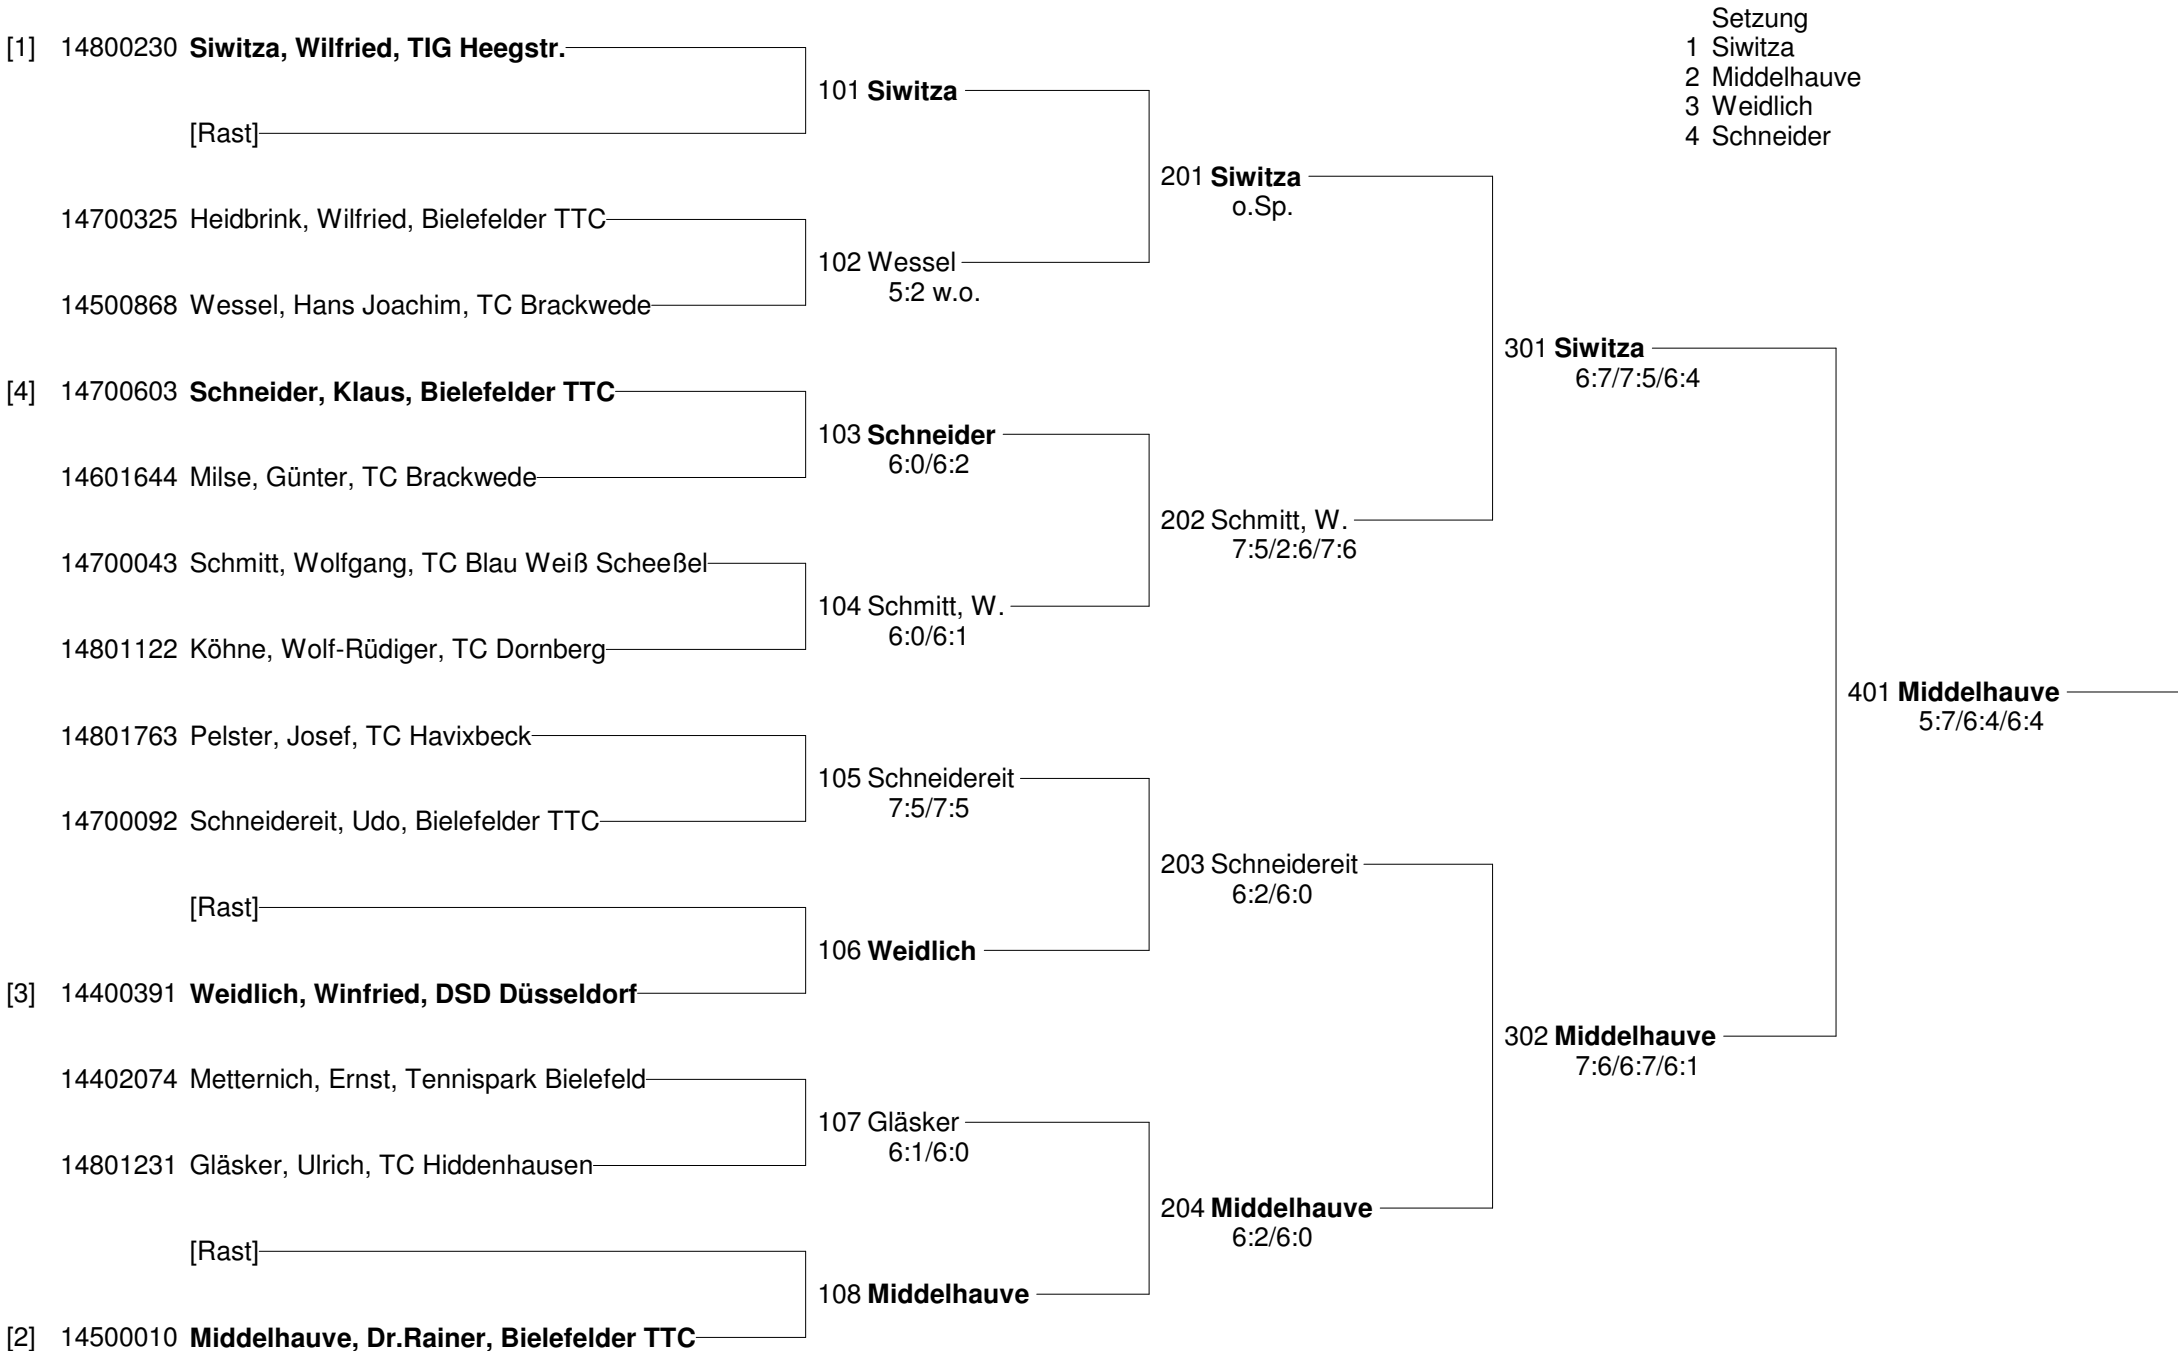 Setzung
1 Siwitza
2 Middelhauve
3 Weidlich
4 Schneider
[1] 14800230 Siwitza, Wilfried, TIG Heegstr.
101 Siwitza
[Rast]
201 Siwitza
o.Sp.
14700325 Heidbrink, Wilfried, Bielefelder TTC
102 Wessel
5:2 w.o.
14500868 Wessel, Hans Joachim, TC Brackwede
301 Siwitza
6:7/7:5/6:4
[4] 14700603 Schneider, Klaus, Bielefelder TTC
103 Schneider
6:0/6:2
14601644 Milse, Günter, TC Brackwede
202 Schmitt, W.
7:5/2:6/7:6
14700043 Schmitt, Wolfgang, TC Blau Weiß Scheeßel
104 Schmitt, W.
6:0/6:1
14801122 Köhne, Wolf-Rüdiger, TC Dornberg
401 Middelhauve
5:7/6:4/6:4
14801763 Pelster, Josef, TC Havixbeck
105 Schneidereit
7:5/7:5
14700092 Schneidereit, Udo, Bielefelder TTC
203 Schneidereit
6:2/6:0
[Rast]
106 Weidlich
[3] 14400391 Weidlich, Winfried, DSD Düsseldorf
302 Middelhauve
7:6/6:7/6:1
14402074 Metternich, Ernst, Tennispark Bielefeld
107 Gläsker
6:1/6:0
14801231 Gläsker, Ulrich, TC Hiddenhausen
204 Middelhauve
6:2/6:0
[Rast]
108 Middelhauve
[2] 14500010 Middelhauve, Dr.Rainer, Bielefelder TTC